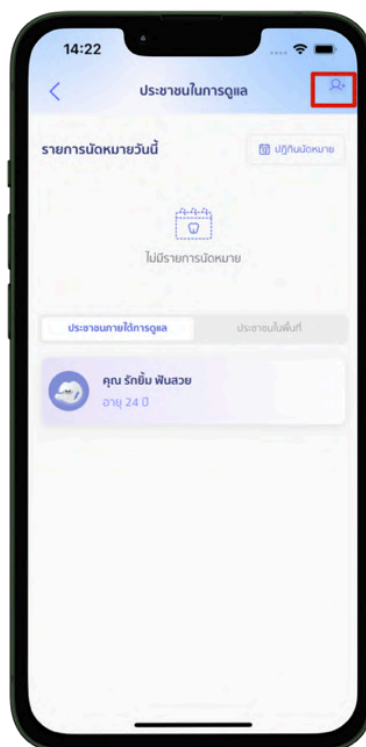 14:22
ประชาชนในการดูแล
รายการนัดหมายวันนี้
ปฏิทินนัดหมาย
ไม่มีรายการนัดหมาย
ประชาชนภายใต้การดูแล
ประชาชนในพื้นที่
คุณ รักยิ้ม ฟันสวย
อายุ 24 ปี